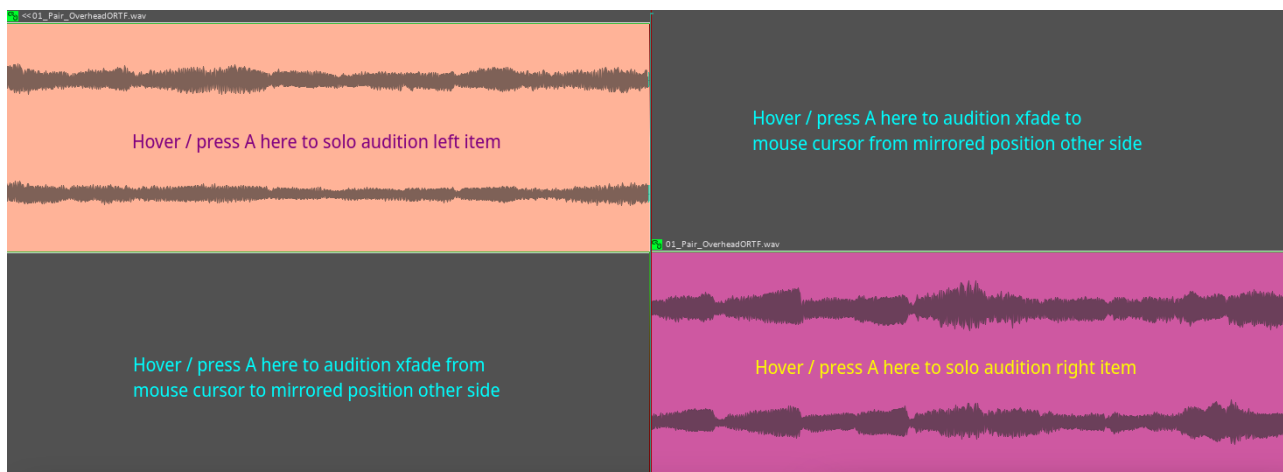 <<01_Pair_OverheadORTF.wav
Hover / press A here to solo audition left item
Hover / press A here to audition xfade to
mouse cursor from mirrored position other side
01_Pair_OverheadORTF.wav
Hover / press A here to audition xfade from
mouse cursor to mirrored position other side
Hover / press A here to solo audition right item